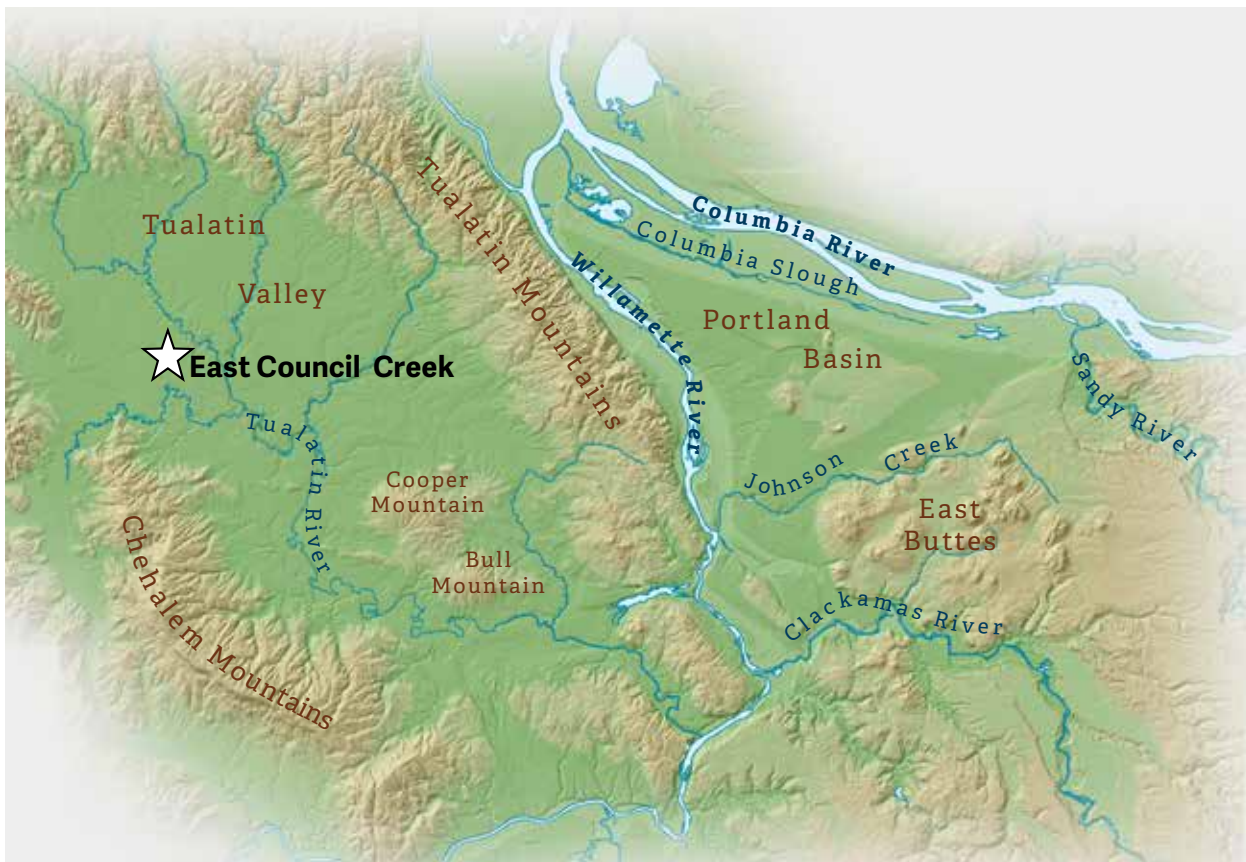 Tualatin
Valley
Tualatin Mountains
Columbia River
Columbia Slough
Willamette River
Portland
Basin
East Council Creek
Sandy River
Tualatin River
Johnson Creek
Cooper
Mountain
East
Buttes
Bull
Mountain
Chehalem Mountains
Clackamas River